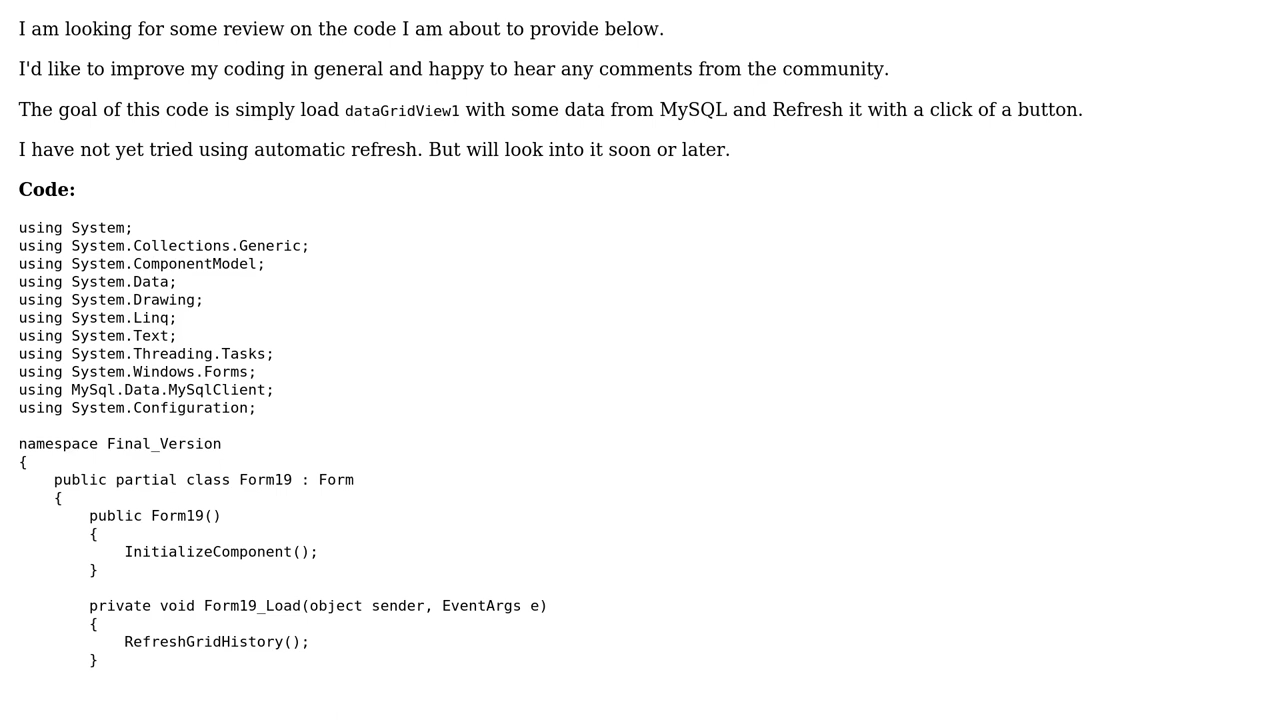 I am looking for some review on the code I am about to provide below.
I'd like to improve my coding in general and happy to hear any comments from the community.
The goal of this code is simply load dataGridView1 with some data from MySQL and Refresh it with a click of a button.
I have not yet tried using automatic refresh. But will look into it soon or later.
Code:
using System;
using System.Collections.Generic;
using System.ComponentModel;
using System.Data;
using System.Drawing;
using System.Linq;
using System.Text;
using System.Threading.Tasks;
using System.Windows.Forms;
using MySql.Data.MySqlClient;
using System.Configuration;

namespace Final_Version
{
    public partial class Form19 : Form
    {
        public Form19()
        {
            InitializeComponent();
        }

        private void Form19_Load(object sender, EventArgs e)
        {
            RefreshGridHistory();
        }